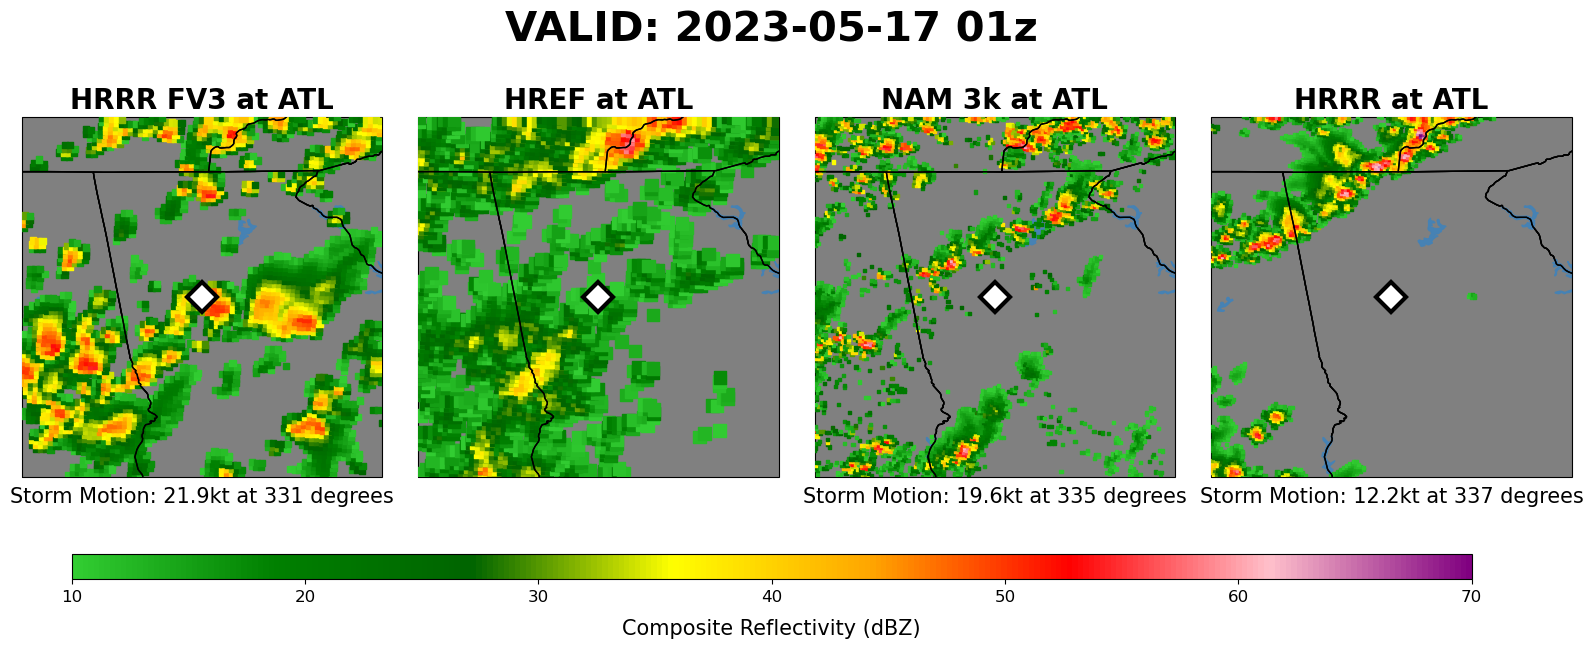 VALID: 2023-05-17 01z
HRRR FV3 at ATL
HREF at ATL
NAM 3k at ATL
HRRR at ATL
Storm Motion: 21.9kt at 331 degrees
Storm Motion: 19.6kt at 335 degrees
Storm Motion: 12.2kt at 337 degrees
10 20 30 40 50 60 70
Composite Reflectivity (dBZ)